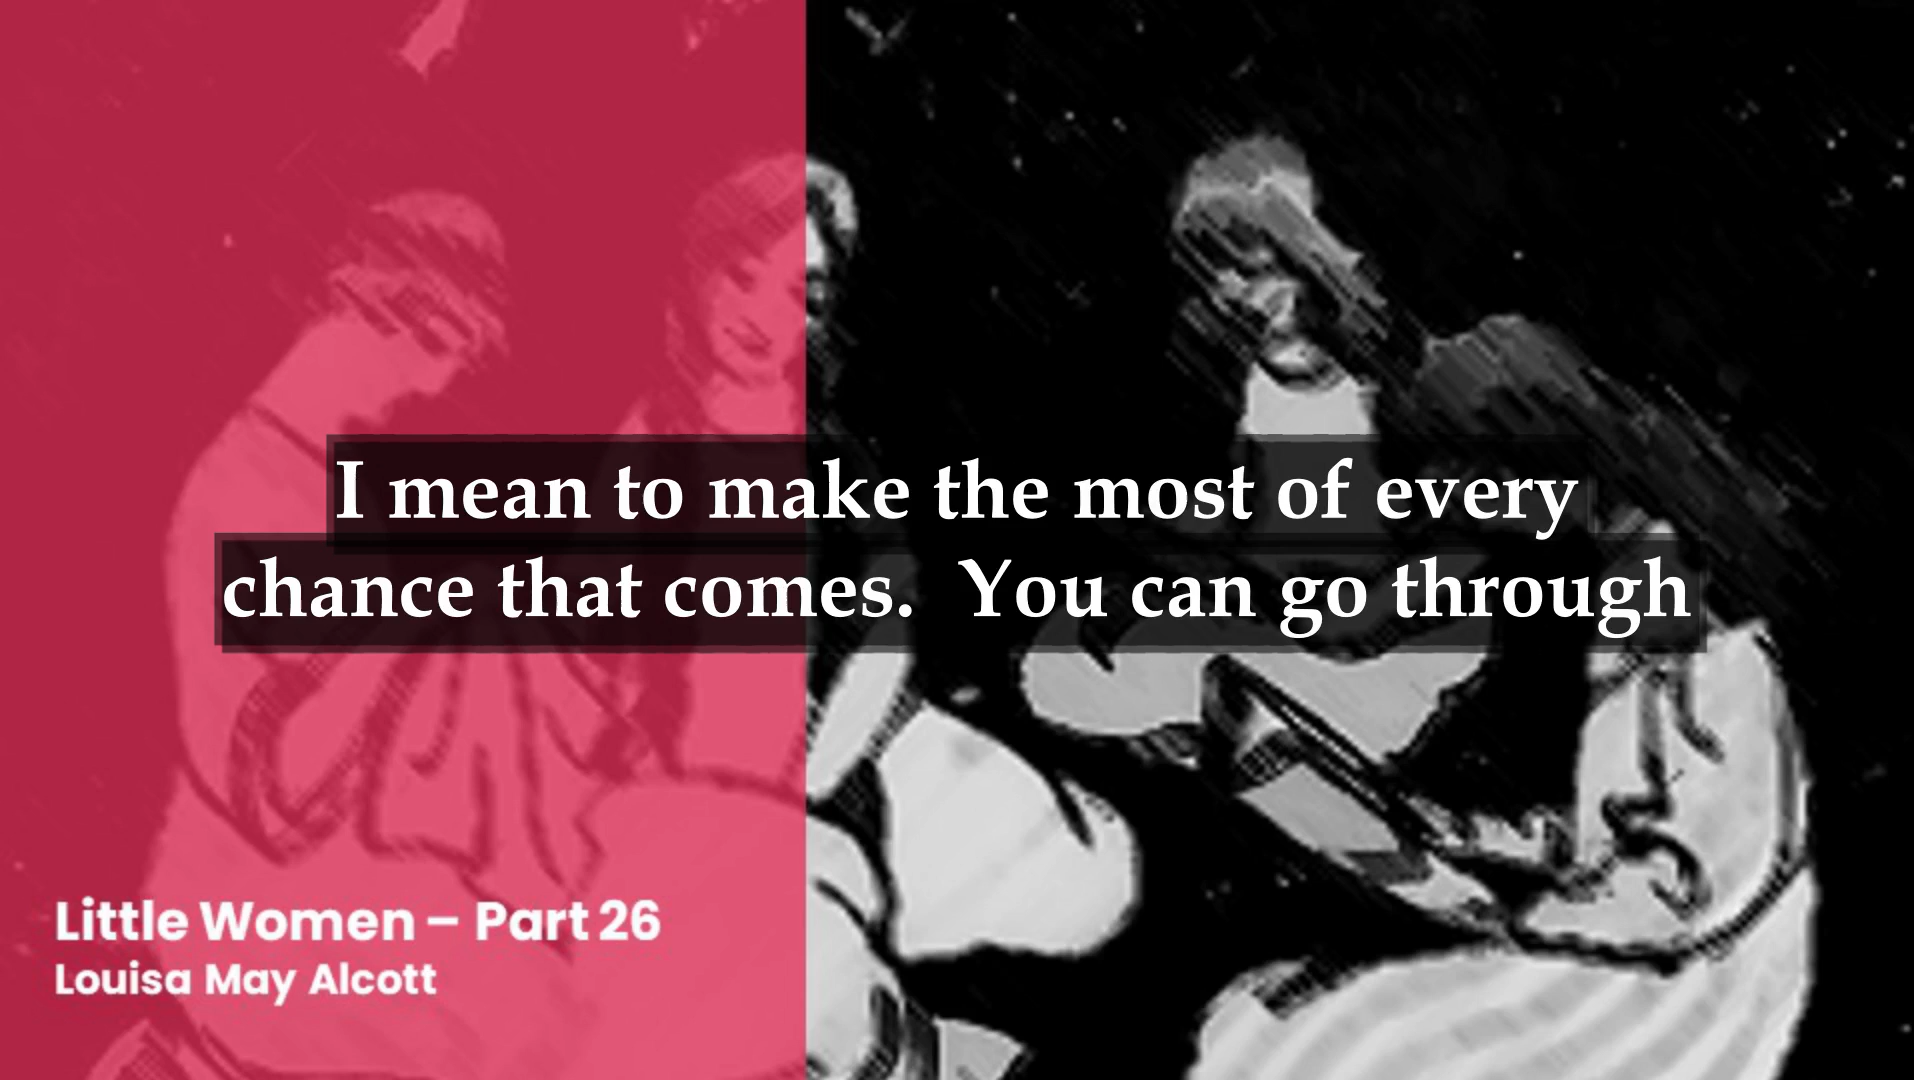 I mean to make the most of every
chance that comes.  You can go through
Little Women – Part 26
Louisa May Alcott